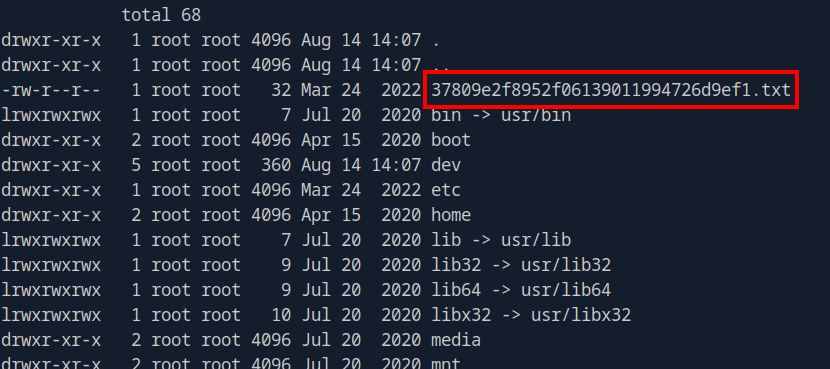 total 68
drwxr-xr-x 1 root root 4096 Aug 14 14:07 .
drwxr-xr-x 1 root root 4096 Aug 14 14:07 ..
-rw-r--r-- 1 root root 32 Mar 24 2022 37809e2f8952f06139011994726d9ef1.txt
lrwxrwxrwx 1 root root 7 Jul 20 2020 bin -> usr/bin
drwxr-xr-x 2 root root 4096 Apr 15 2020 boot
drwxr-xr-x 5 root root 360 Aug 14 14:07 dev
drwxr-xr-x 1 root root 4096 Mar 24 2022 etc
drwxr-xr-x 2 root root 4096 Apr 15 2020 home
lrwxrwxrwx 1 root root 7 Jul 20 2020 lib -> usr/lib
lrwxrwxrwx 1 root root 9 Jul 20 2020 lib32 -> usr/lib32
lrwxrwxrwx 1 root root 9 Jul 20 2020 lib64 -> usr/lib64
lrwxrwxrwx 1 root root 10 Jul 20 2020 libx32 -> usr/libx32
drwxr-xr-x 2 root root 4096 Jul 20 2020 media
drwxr-xr-x 2 root root 4096 Jul 20 2020 mnt